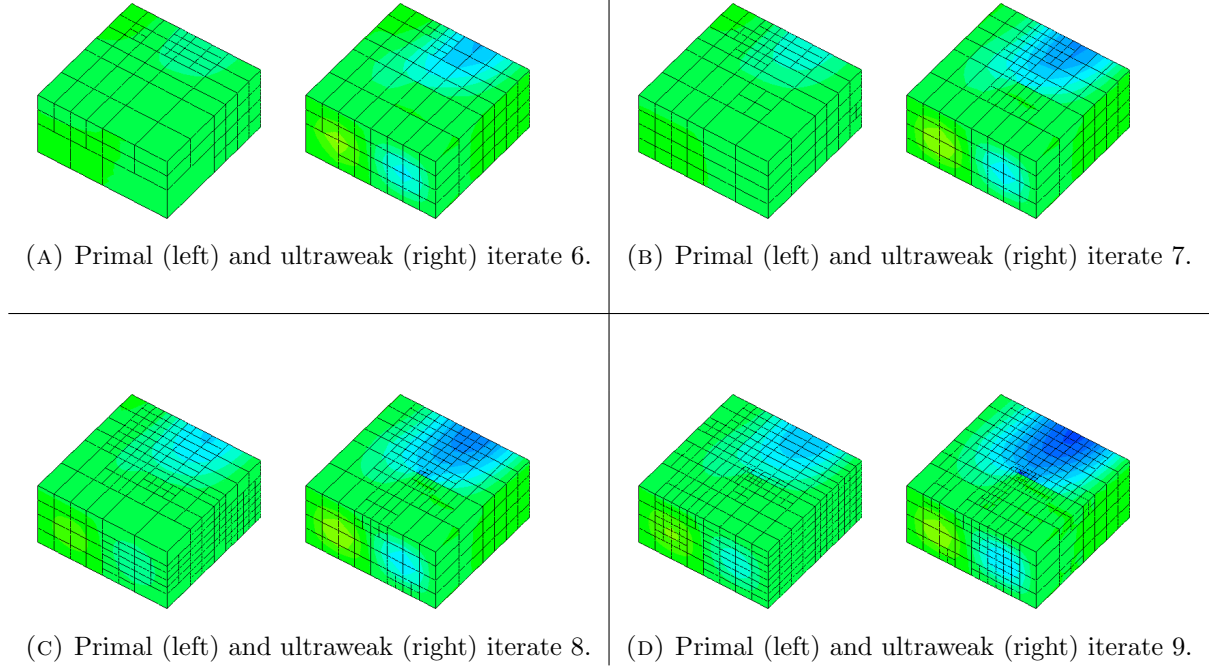 (A) Primal (left) and ultraweak (right) iterate 6.
(B) Primal (left) and ultraweak (right) iterate 7.
(C) Primal (left) and ultraweak (right) iterate 8.
(D) Primal (left) and ultraweak (right) iterate 9.